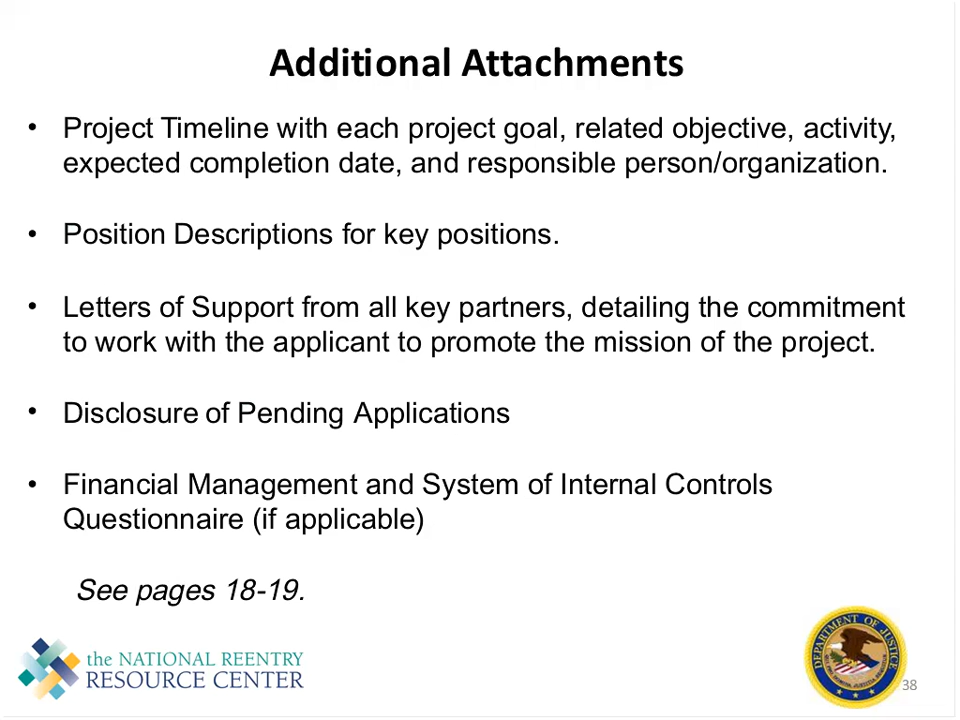 Additional Attachments
• Project Timeline with each project goal, related objective, activity,
expected completion date, and responsible person/organization.
• Position Descriptions for key positions.
• Letters of Support from all key partners, detailing the commitment
to work with the applicant to promote the mission of the project.
• Disclosure of Pending Applications
• Financial Management and System of Internal Controls
Questionnaire (if applicable)
See pages 18-19.
the NATIONAL REENTRY
RESOURCE CENTER
DEPARTMENT OF JUSTICE
38